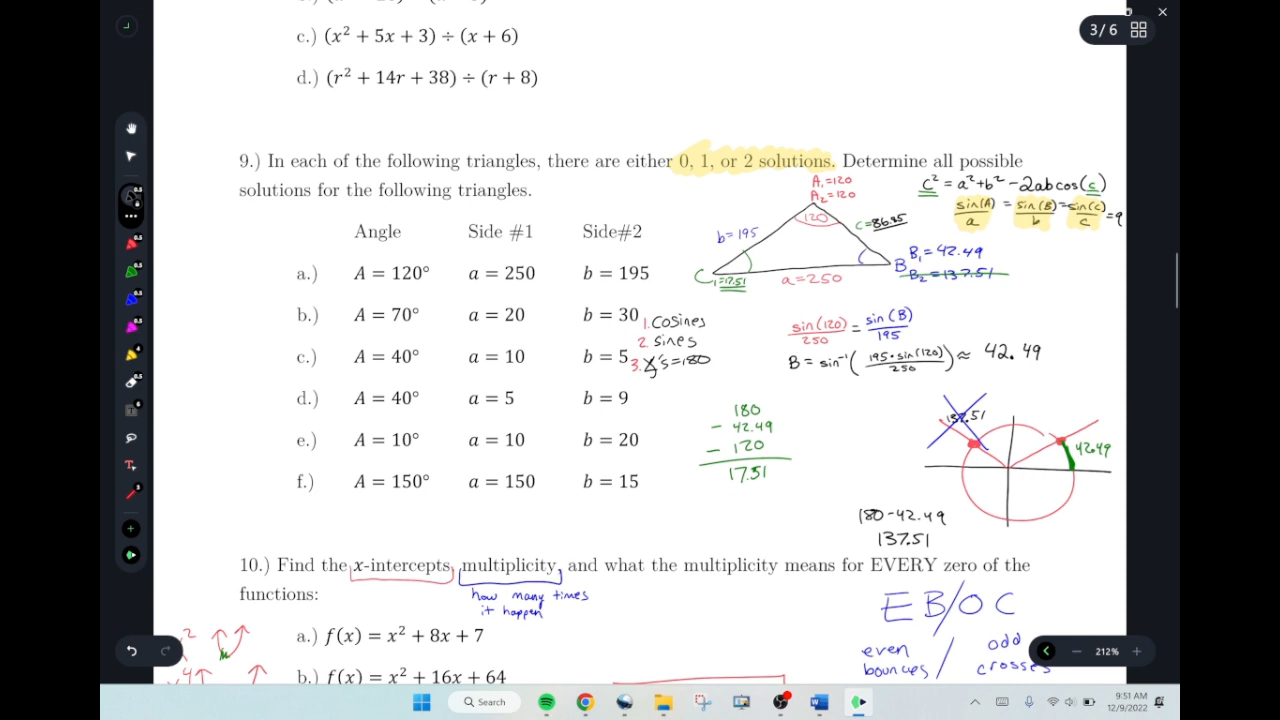 3/6
c.) (x² + 5x + 3) ÷ (x + 6)
d.) (r² + 14r + 38) ÷ (r + 8)
9.) In each of the following triangles, there are either 0, 1, or 2 solutions. Determine all possible
solutions for the following triangles.
Angle Side #1 Side#2
a.) A = 120° a = 250 b = 195
b.) A = 70° a = 20 b = 30
c.) A = 40° a = 10 b = 5
d.) A = 40° a = 5 b = 9
e.) A = 10° a = 10 b = 20
f.) A = 150° a = 150 b = 15
1. Cosines
2 sines
3. ∡'s=180
A₁=120
A₂=120
120
b=195
c=86.85
C₁=17.51
a=250
B
B₁=42.49
B₂=137.51
c² = a² + b² - 2ab cos(c)
sin(A)/a = sin(B)/b = sin(c)/c = 9
sin(120)/250 = sin(B)/195
B = sin⁻¹(195·sin(120)/250) ≈ 42.49
180
- 42.49
- 120
17.51
137.51
42.49
180-42.49
137.51
10.) Find the x-intercepts, multiplicity, and what the multiplicity means for EVERY zero of the
functions:
how many times
it happen
EB/OC
even
bounces
/
odd
crosses
a.) f(x) = x² + 8x + 7
b.) f(x) = x² + 16x + 64
212%
Search
9:51 AM
12/9/2022